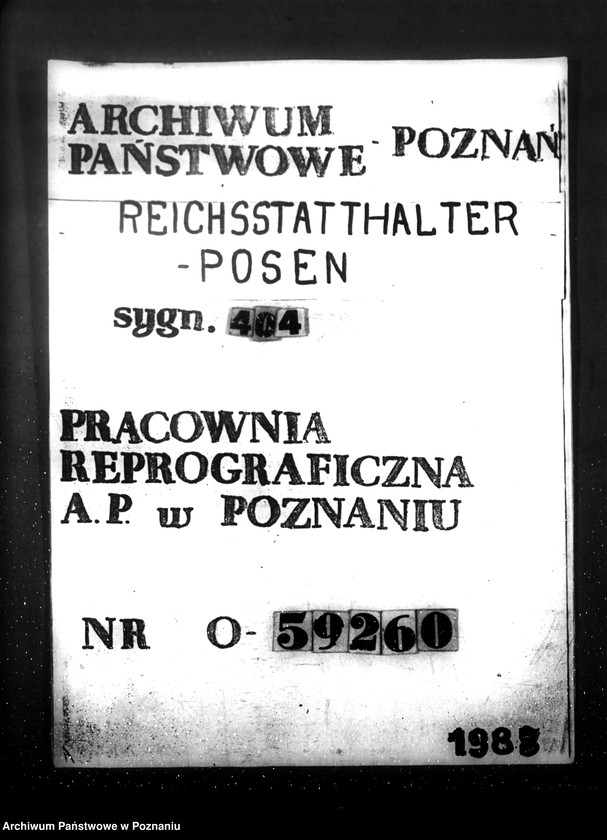 ARCHIWUM
PAŃSTWOWE - POZNAŃ
REICHSSTATTHALTER
-POSEN
sygn. 404
PRACOWNIA
REPROGRAFICZNA
A.P. w POZNANIU
NR O-59260
Archiwum Państwowe w Poznaniu